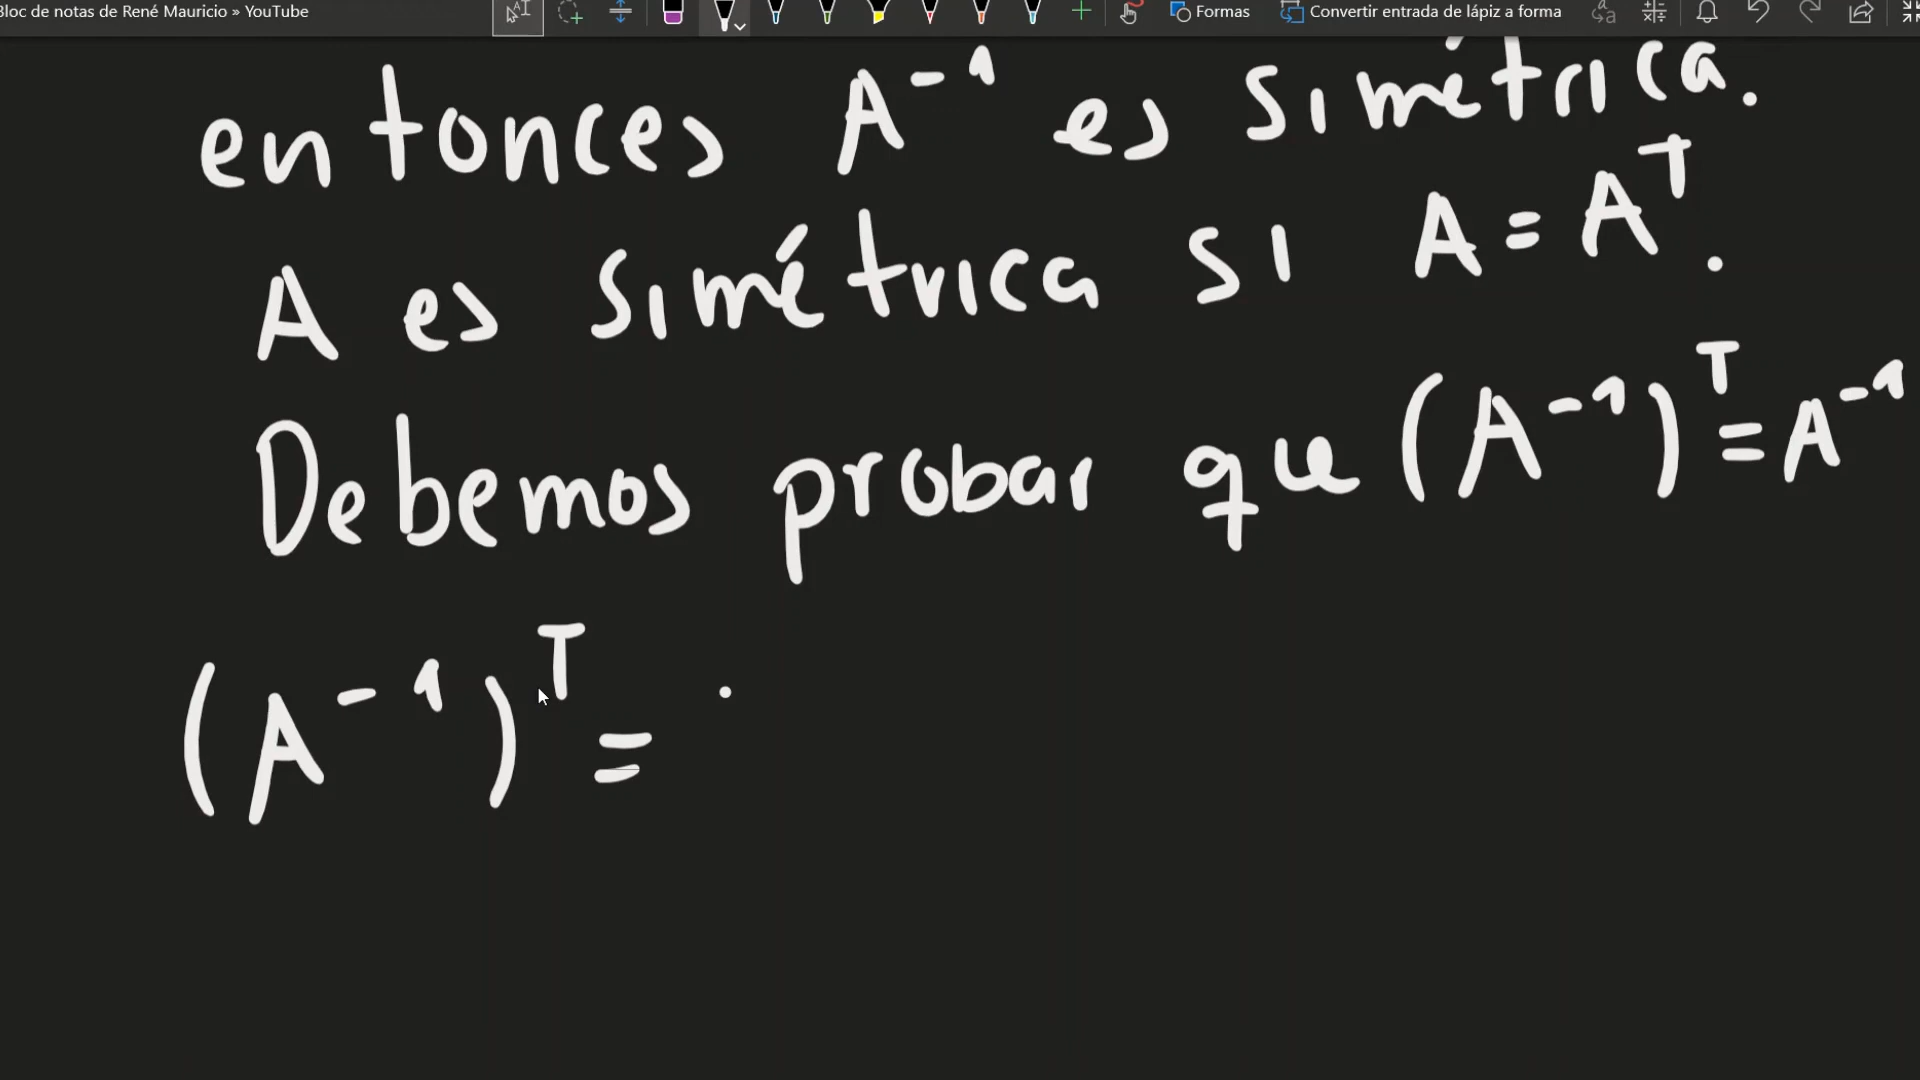 Bloc de notas de René Mauricio » YouTube
Formas
Convertir entrada de lápiz a forma
entonces A⁻¹ es simétrica.
A es simétrica si A = Aᵀ.
Debemos probar que (A⁻¹)ᵀ = A⁻¹
(A⁻¹)ᵀ = .